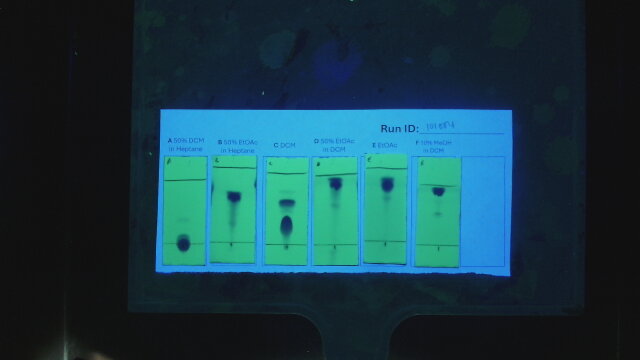 Run ID:
A 50% DCM in Heptane
B 50% EtOAc in Heptane
C DCM
D 50% EtOAc in DCM
E EtOAc
F 10% MeOH in DCM